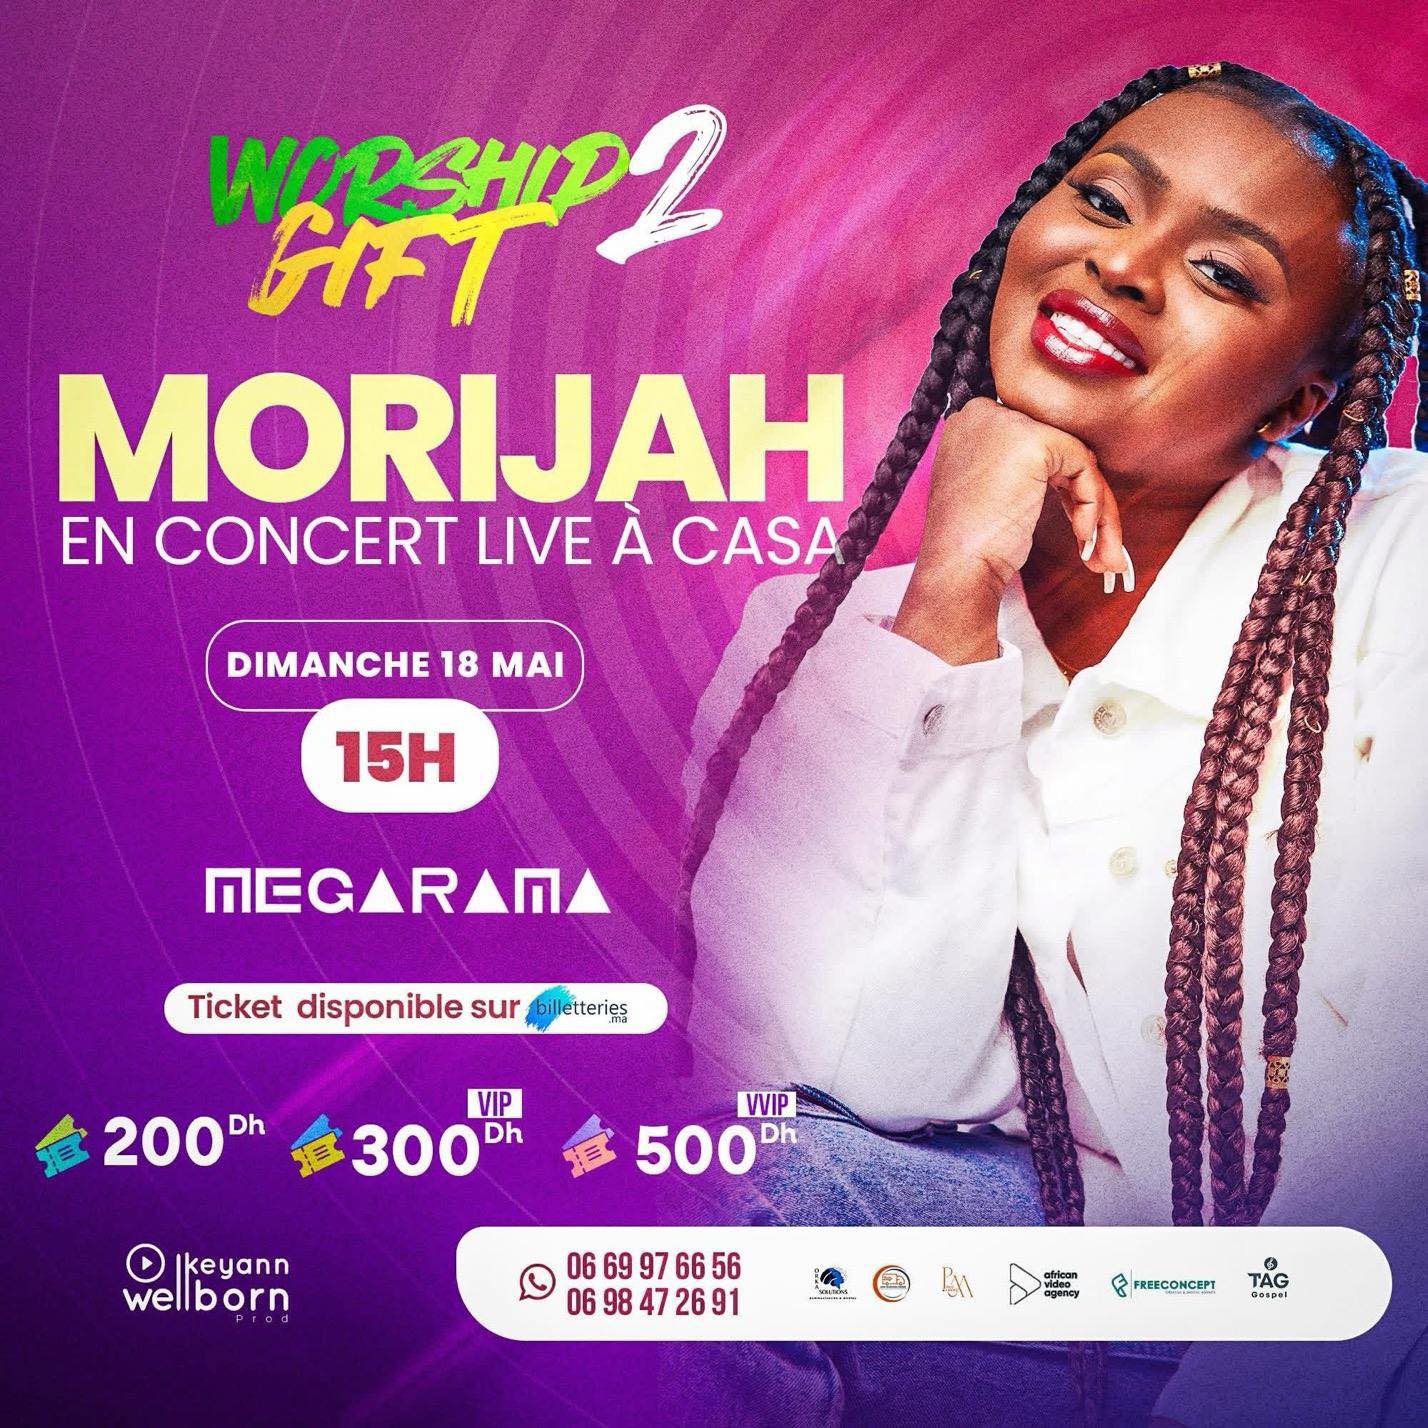 WORSHIP 2
GIFT
MORIJAH
EN CONCERT LIVE À CASA
DIMANCHE 18 MAI
15H
MEGARAMA
Ticket disponible sur billetteries
.ma
200 Dh
VIP
300 Dh
VVIP
500 Dh
keyann
wellborn
Prod
06 69 97 66 56
06 98 47 26 91
SOLUTIONS
african
video
agency
FREECONCEPT
TAG
Gospel